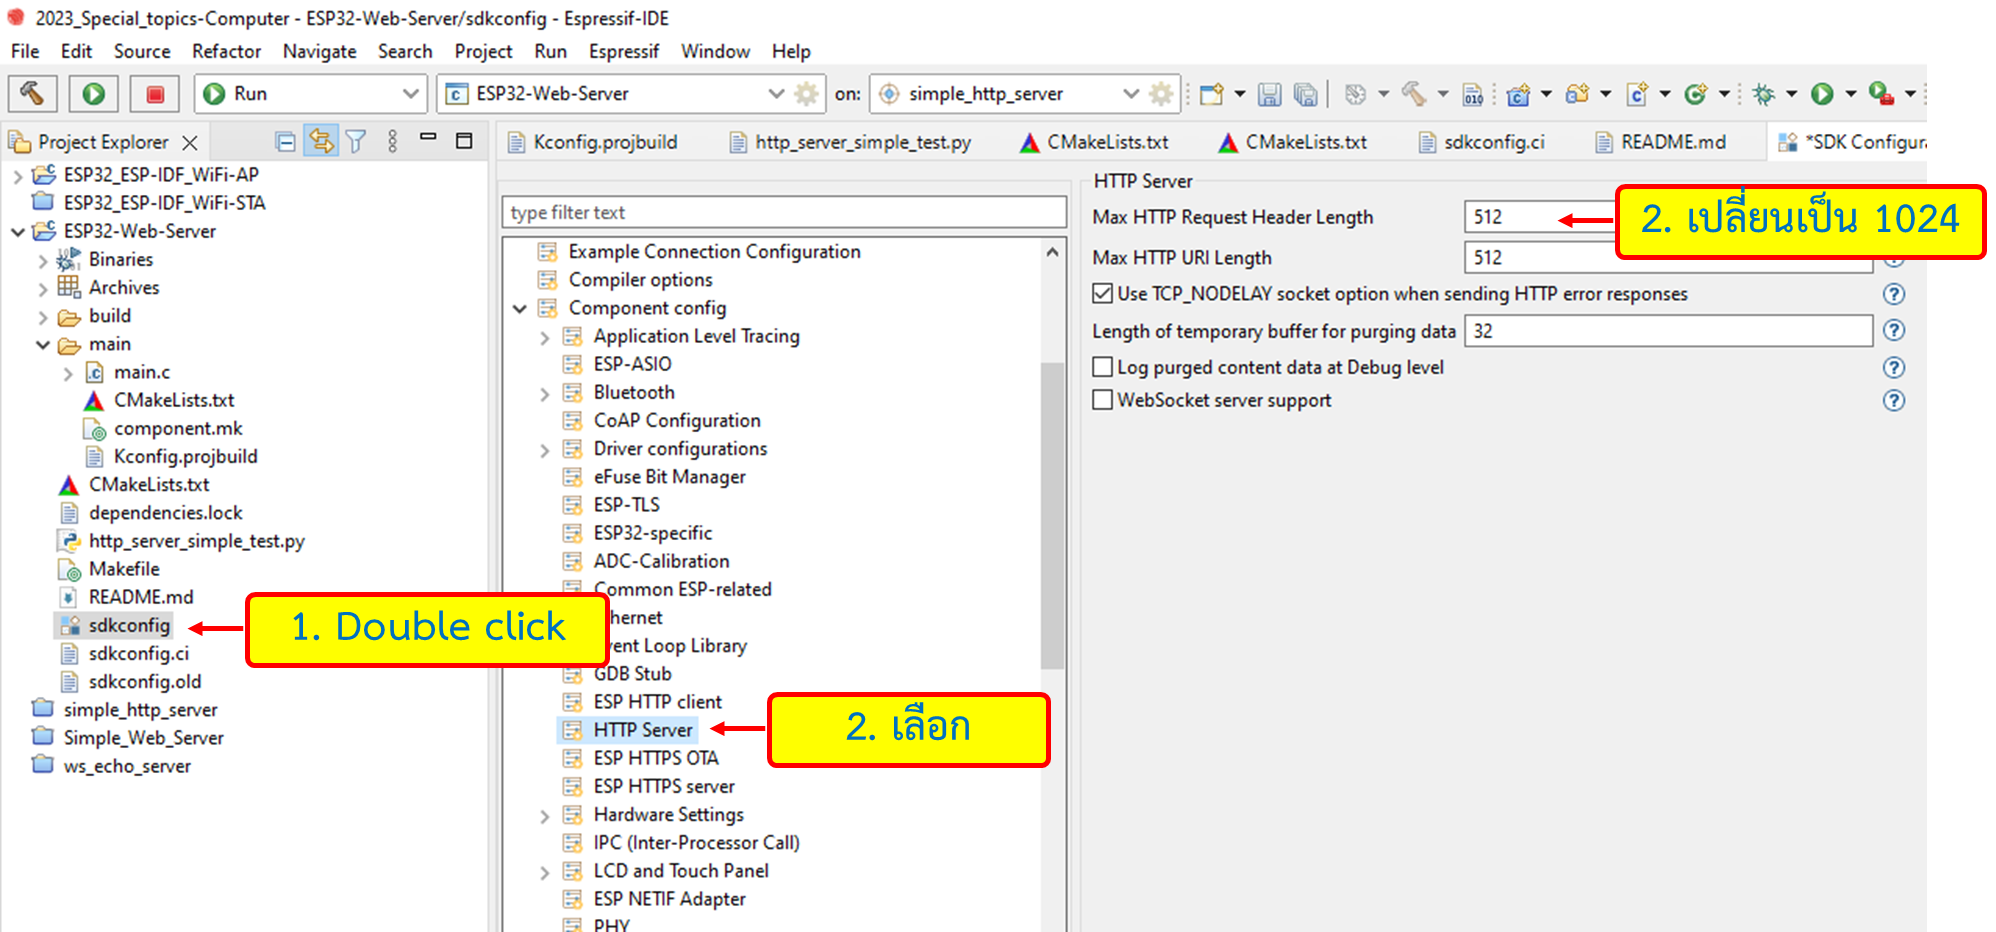 2023_Special_topics-Computer - ESP32-Web-Server/sdkconfig - Espressif-IDE
File Edit Source Refactor Navigate Search Project Run Espressif Window Help
Run
ESP32-Web-Server
on:
simple_http_server
010
Project Explorer
Kconfig.projbuild
http_server_simple_test.py
CMakeLists.txt
CMakeLists.txt
sdkconfig.ci
README.md
*SDK Configura
ESP32_ESP-IDF_WiFi-AP
ESP32_ESP-IDF_WiFi-STA
ESP32-Web-Server
Binaries
Archives
build
main
main.c
CMakeLists.txt
component.mk
Kconfig.projbuild
CMakeLists.txt
dependencies.lock
http_server_simple_test.py
Makefile
README.md
sdkconfig
sdkconfig.ci
sdkconfig.old
simple_http_server
Simple_Web_Server
ws_echo_server
1. Double click
type filter text
Example Connection Configuration
Compiler options
Component config
Application Level Tracing
ESP-ASIO
Bluetooth
CoAP Configuration
Driver configurations
eFuse Bit Manager
ESP-TLS
ESP32-specific
ADC-Calibration
Common ESP-related
hernet
vent Loop Library
GDB Stub
ESP HTTP client
HTTP Server
ESP HTTPS OTA
ESP HTTPS server
Hardware Settings
IPC (Inter-Processor Call)
LCD and Touch Panel
ESP NETIF Adapter
PHY
2. เลือก
HTTP Server
Max HTTP Request Header Length 512
2. เปลี่ยนเป็น 1024
Max HTTP URI Length 512
Use TCP_NODELAY socket option when sending HTTP error responses
Length of temporary buffer for purging data 32
Log purged content data at Debug level
WebSocket server support